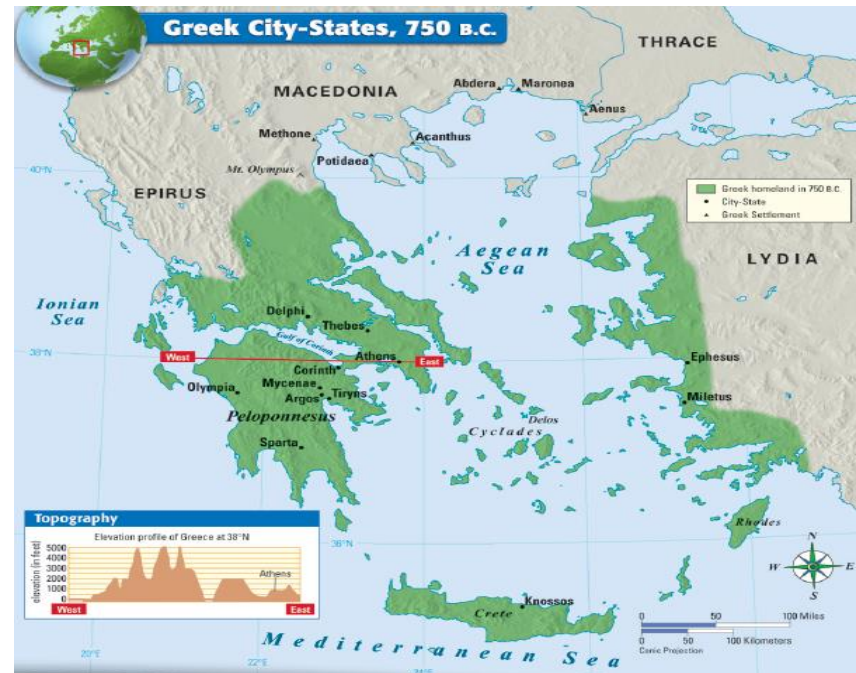 Greek City-States, 750 B.C.
THRACE
MACEDONIA
Abdera
Maronea
Aenus
Methone
Acanthus
Potidaea
Mt. Olympus
40°N
EPIRUS
Greek homeland in 750 B.C.
City-State
Greek Settlement
Aegean
Sea
LYDIA
Ionian
Sea
Delphi
Thebes
Gulf of Corinth
38°N
West
Athens
East
Corinth
Ephesus
Olympia
Mycenae
Argos
Tiryns
Miletus
Peloponnesus
Delos
Cyclades
Sparta
Rhodes
Topography
Elevation profile of Greece at 38°N
elevation (in feet)
5000
4000
3000
2000
1000
0
Athens
West
East
36°N
N
W
E
S
Knossos
Crete
0 50 100 Miles
0 50 100 Kilometers
Conic Projection
Mediterranean Sea
20°E
22°E
24°E